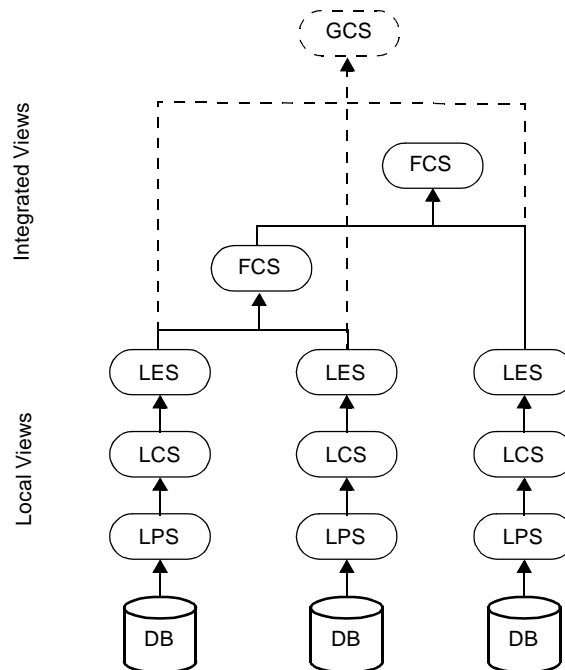 GCS
Integrated Views
FCS
FCS
LES LES LES
Local Views
LCS LCS LCS
LPS LPS LPS
DB DB DB